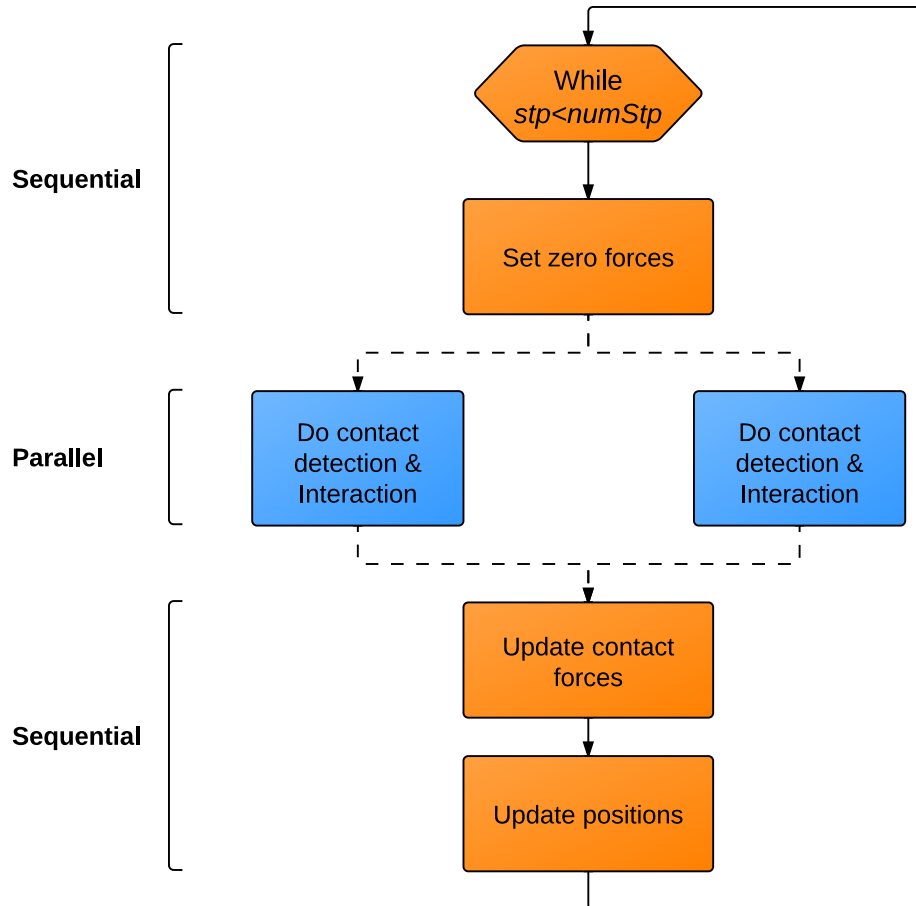 While
stp<numStp
Sequential
Set zero forces
Parallel
Do contact
detection &
Interaction
Do contact
detection &
Interaction
Update contact
forces
Sequential
Update positions